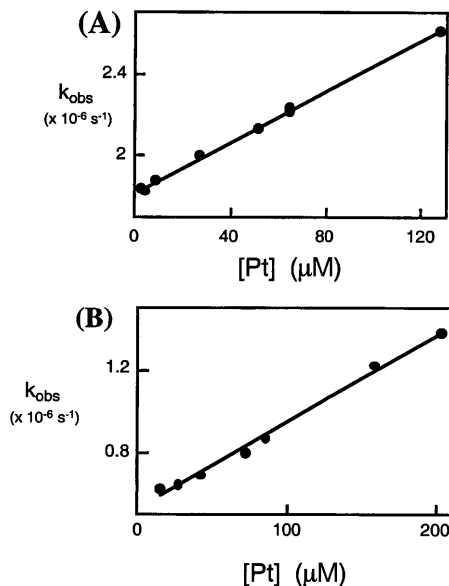 (A)
2.4
k_obs
(x 10⁻⁶ s⁻¹)
2
0 40 80 120
[Pt] (μM)
(B)
1.2
k_obs
(x 10⁻⁶ s⁻¹)
0.8
0 100 200
[Pt] (μM)